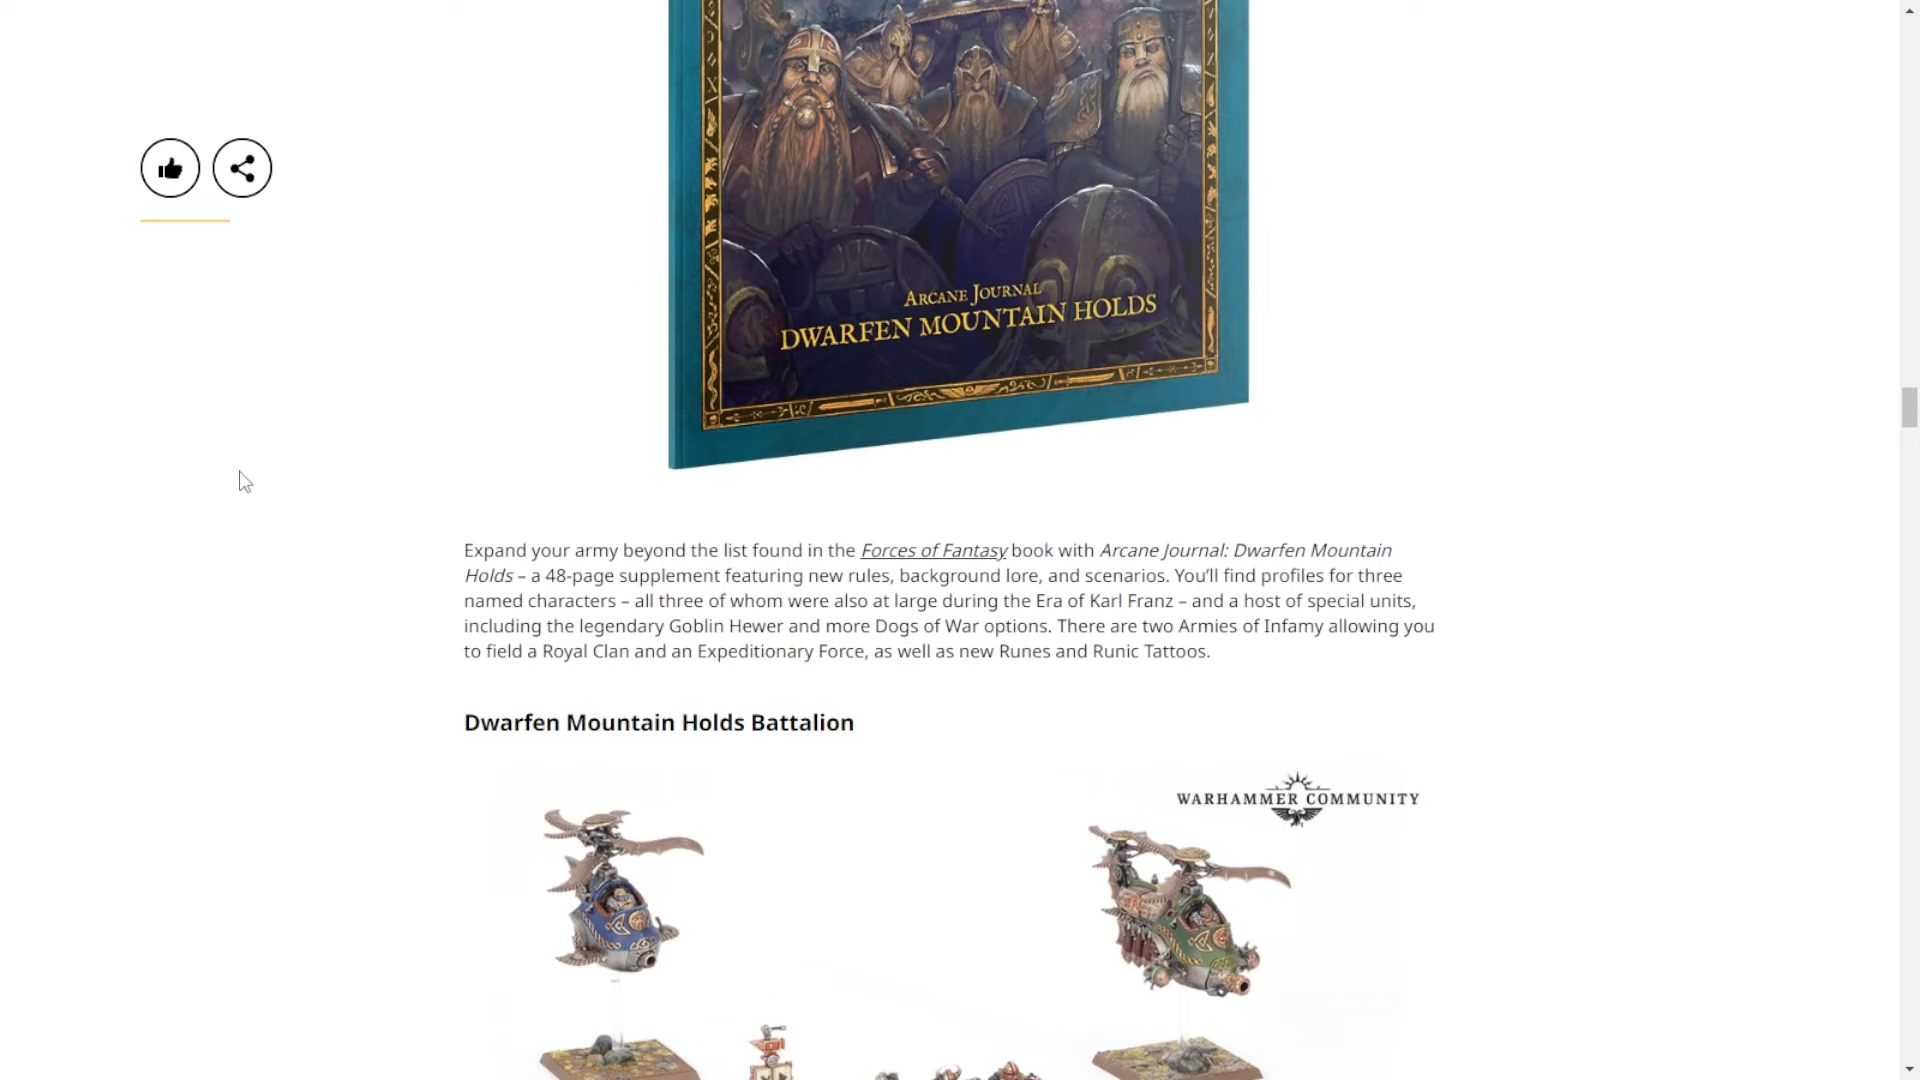 ARCANE JOURNAL
DWARFEN MOUNTAIN HOLDS
Expand your army beyond the list found in the Forces of Fantasy book with Arcane Journal: Dwarfen Mountain
Holds – a 48-page supplement featuring new rules, background lore, and scenarios. You’ll find profiles for three
named characters – all three of whom were also at large during the Era of Karl Franz – and a host of special units,
including the legendary Goblin Hewer and more Dogs of War options. There are two Armies of Infamy allowing you
to field a Royal Clan and an Expeditionary Force, as well as new Runes and Runic Tattoos.
Dwarfen Mountain Holds Battalion
WARHAMMER COMMUNITY